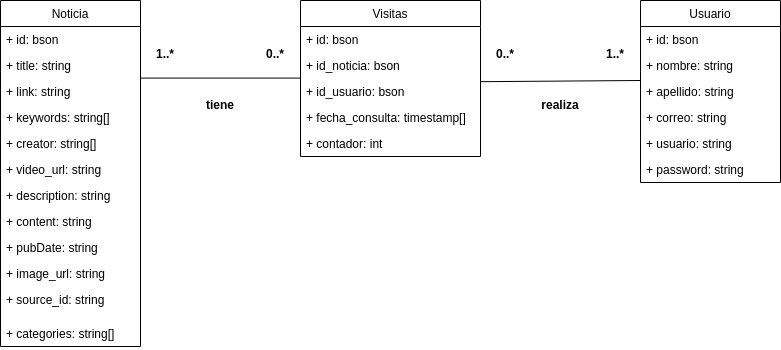 Noticia
+ id: bson
+ title: string
+ link: string
+ keywords: string[]
+ creator: string[]
+ video_url: string
+ description: string
+ content: string
+ pubDate: string
+ image_url: string
+ source_id: string
+ categories: string[]
1..*
0..*
tiene
Visitas
+ id: bson
+ id_noticia: bson
+ id_usuario: bson
+ fecha_consulta: timestamp[]
+ contador: int
0..*
1..*
realiza
Usuario
+ id: bson
+ nombre: string
+ apellido: string
+ correo: string
+ usuario: string
+ password: string